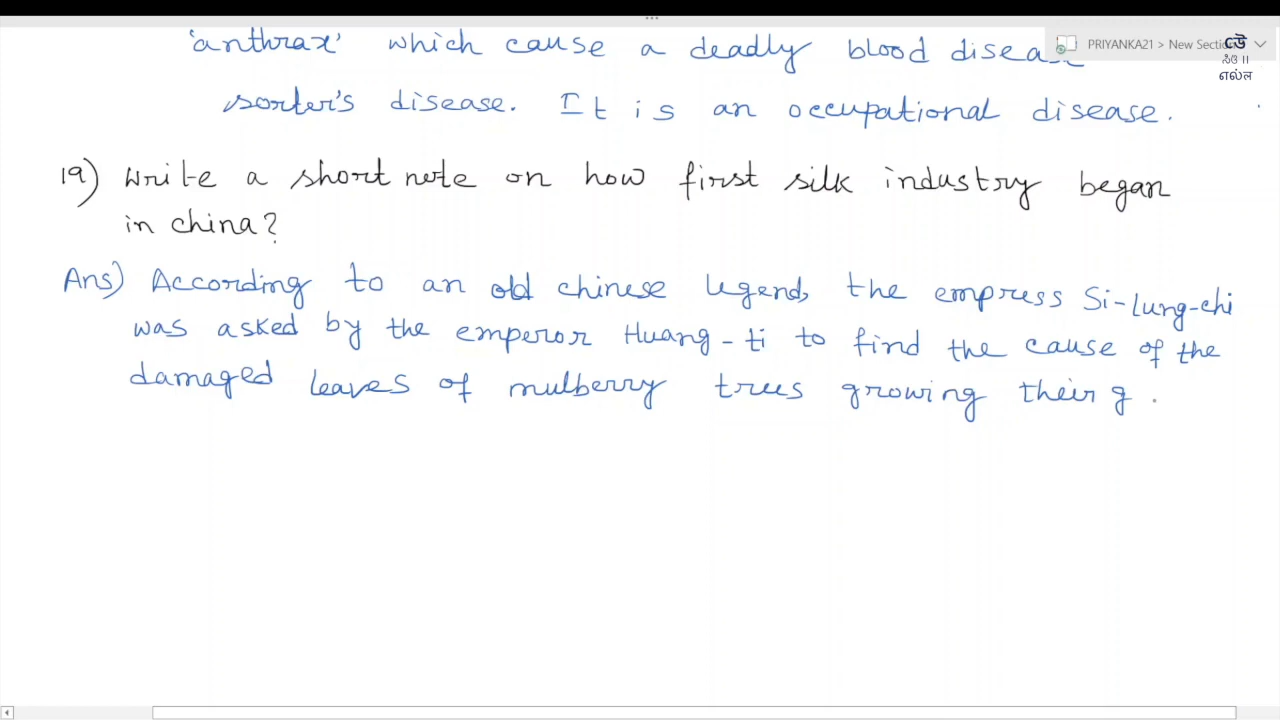 'anthrax' which cause a deadly blood disease
PRIYANKA21 > New Section
sorter's disease. It is an occupational disease.
19) Write a short note on how first silk industry began
in china?
Ans) According to an old chinese legend, the empress Si-lung-chi
was asked by the emperor Huang-ti to find the cause of the
damaged leaves of mulberry trees growing their g